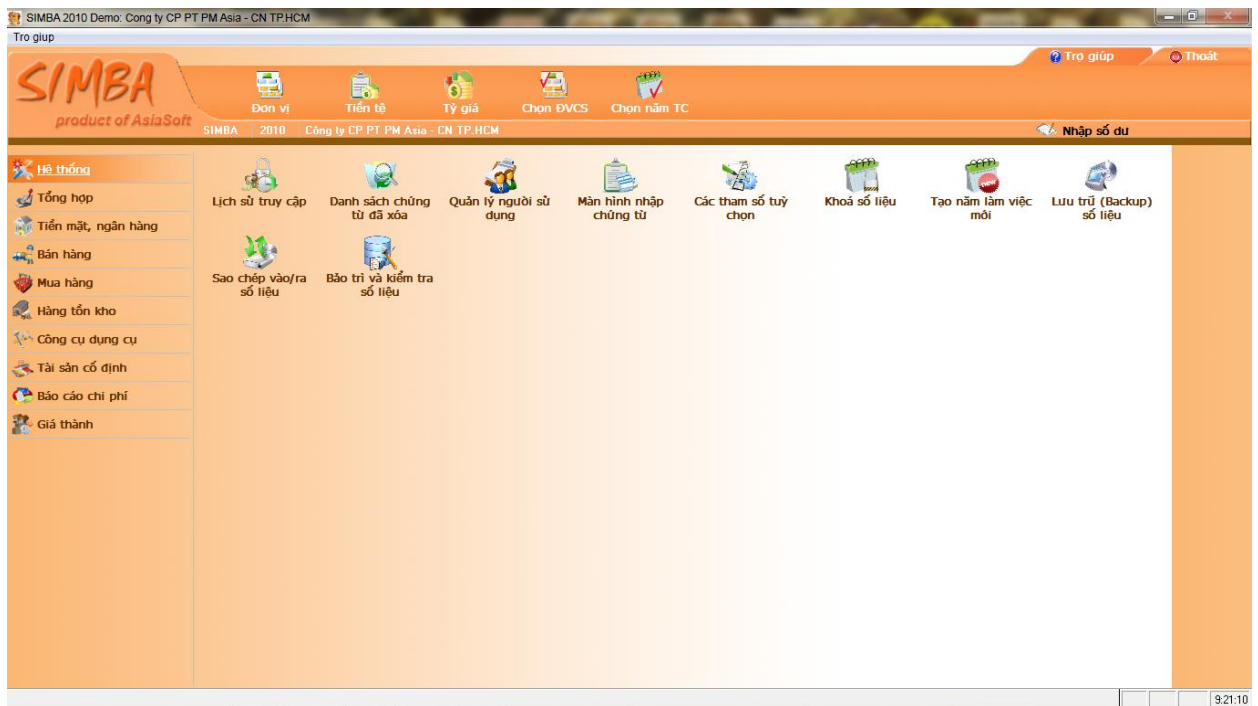 SIMBA 2010 Demo: Cong ty CP PT PM Asia - CN TP.HCM
Tro giup
Trợ giúp
Thoát
SIMBA
product of AsiaSoft
Đơn vị
Tiền tệ
Tỷ giá
Chọn ĐVCS
Chọn năm TC
SIMBA 2010 Công ty CP PT PM Asia - CN TP.HCM
Nhập số dư
Hệ thống
Tổng hợp
Tiền mặt, ngân hàng
Bán hàng
Mua hàng
Hàng tồn kho
Công cụ dụng cụ
Tài sản cố định
Báo cáo chi phí
Giá thành
Lịch sử truy cập
Danh sách chứng
từ đã xóa
Quản lý người sử
dụng
Màn hình nhập
chứng từ
Các tham số tuỳ
chọn
Khoá số liệu
Tạo năm làm việc
mới
Lưu trữ (Backup)
số liệu
Sao chép vào/ra
số liệu
Bảo trì và kiểm tra
số liệu
9:21:10